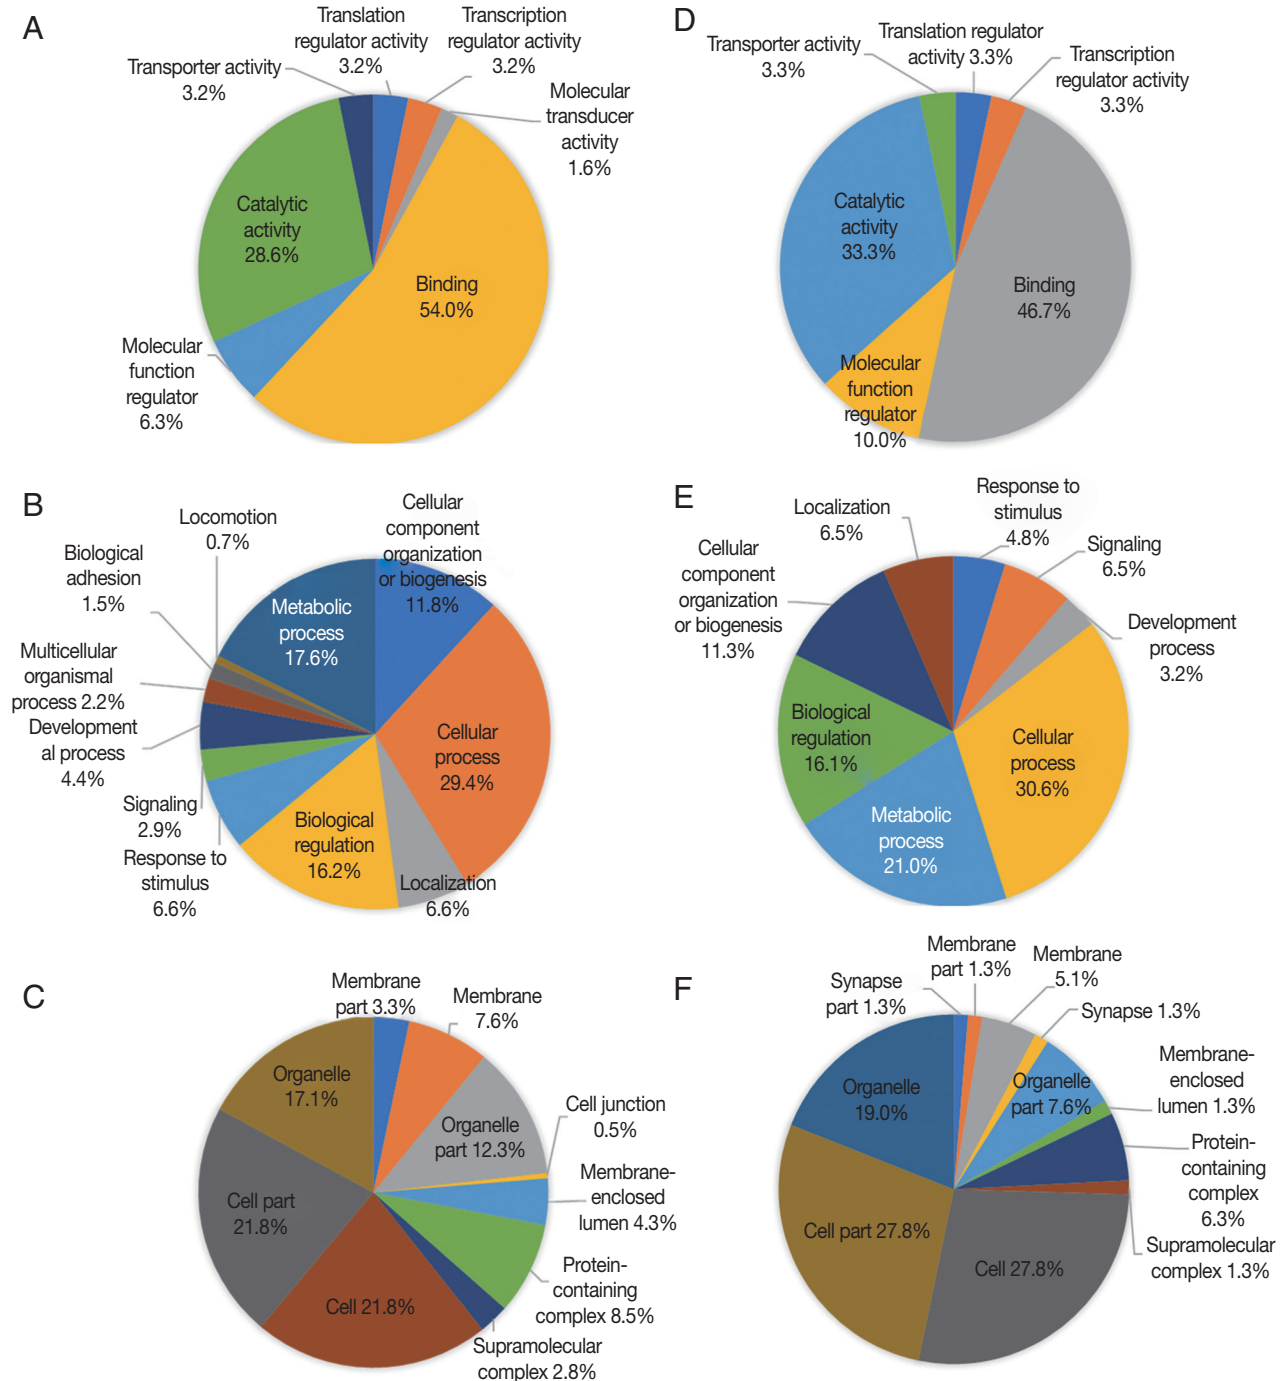 A
Translation
regulator activity
3.2%
Transcription
regulator activity
3.2%
Transporter activity
3.2%
Molecular
transducer
activity
1.6%
Catalytic
activity
28.6%
Binding
54.0%
Molecular
function
regulator
6.3%
D
Transporter activity
3.3%
Translation regulator
activity 3.3%
Transcription
regulator activity
3.3%
Catalytic
activity
33.3%
Binding
46.7%
Molecular
function
regulator
10.0%
B
Locomotion
0.7%
Cellular
component
organization
or biogenesis
11.8%
Biological
adhesion
1.5%
Metabolic
process
17.6%
Multicellular
organismal
process 2.2%
Development
al process
4.4%
Cellular
process
29.4%
Signaling
2.9%
Biological
regulation
16.2%
Response to
stimulus
6.6%
Localization
6.6%
E
Localization
6.5%
Response to
stimulus
4.8%
Signaling
6.5%
Cellular
component
organization
or biogenesis
11.3%
Development
process
3.2%
Biological
regulation
16.1%
Cellular
process
30.6%
Metabolic
process
21.0%
C
Membrane
part 3.3%
Membrane
7.6%
Organelle
17.1%
Organelle
part 12.3%
Cell junction
0.5%
Membrane-
enclosed
lumen 4.3%
Cell part
21.8%
Protein-
containing
complex 8.5%
Cell 21.8%
Supramolecular
complex 2.8%
F
Synapse
part 1.3%
Membrane
part 1.3%
Membrane
5.1%
Synapse 1.3%
Organelle
19.0%
Organelle
part 7.6%
Membrane-
enclosed
lumen 1.3%
Protein-
containing
complex
6.3%
Cell part 27.8%
Cell 27.8%
Supramolecular
complex 1.3%